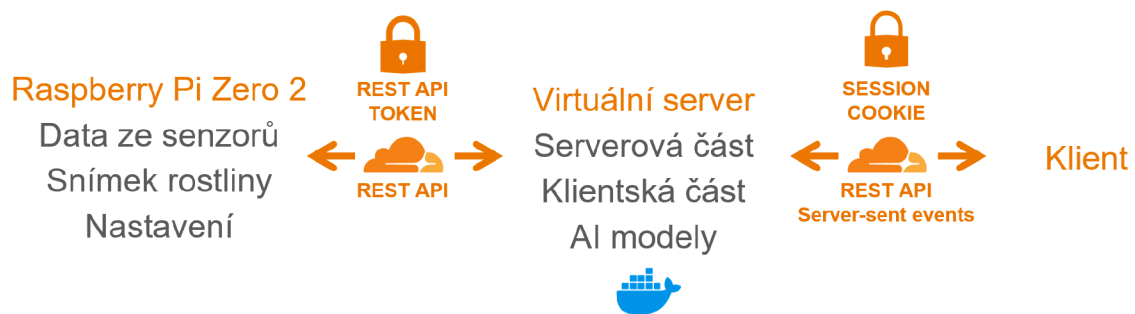 Raspberry Pi Zero 2
Data ze senzorů
Snímek rostliny
Nastavení
REST API
TOKEN
REST API
Virtuální server
Serverová část
Klientská část
AI modely
SESSION
COOKIE
REST API
Server-sent events
Klient